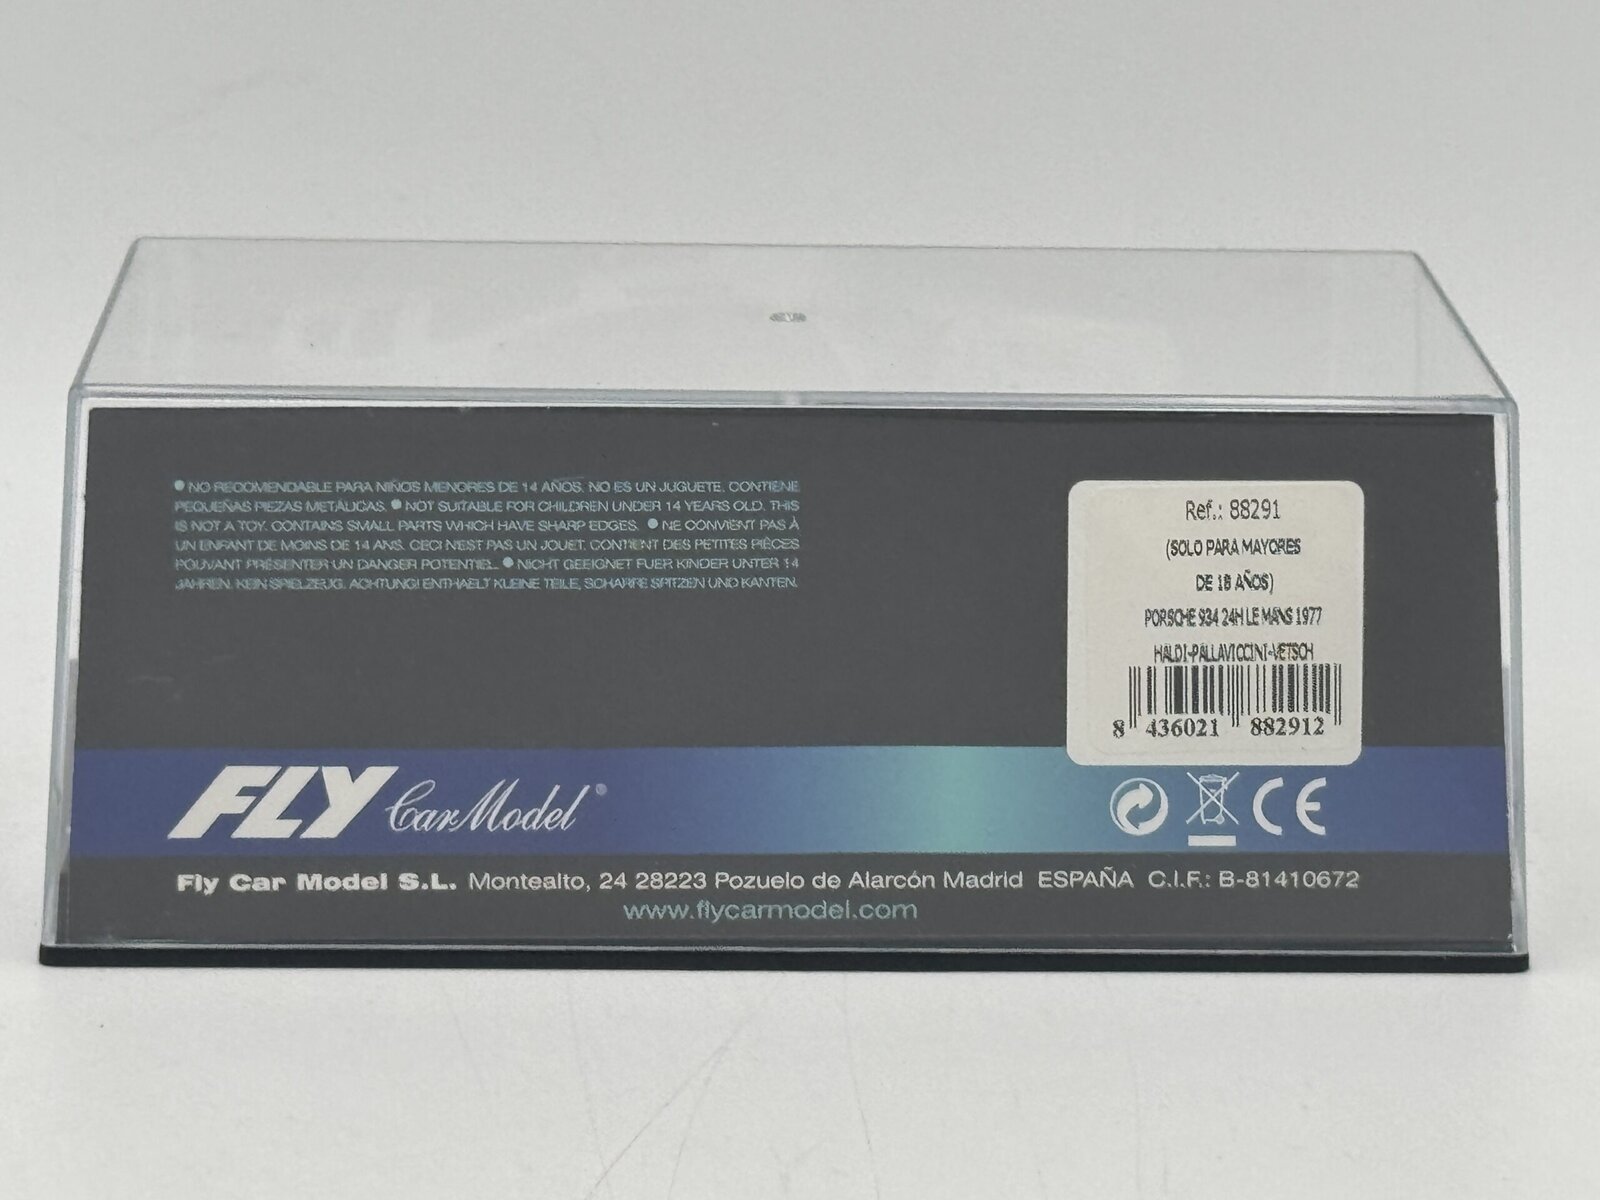 ● NO RECOMENDABLE PARA NIÑOS MENORES DE 14 AÑOS. NO ES UN JUGUETE. CONTIENE
PEQUEÑAS PIEZAS METÁLICAS. ● NOT SUITABLE FOR CHILDREN UNDER 14 YEARS OLD. THIS
IS NOT A TOY. CONTAINS SMALL PARTS WHICH HAVE SHARP EDGES. ● NE CONVIENT PAS À
UN ENFANT DE MOINS DE 14 ANS. CECI N'EST PAS UN JOUET. CONTIENT DES PETITES PIÈCES
POUVANT PRÉSENTER UN DANGER POTENTIEL. ● NICHT GEEIGNET FUER KINDER UNTER 14
JAHREN. KEIN SPIELZEUG. ACHTUNG! ENTHAELT KLEINE TEILE, SCHARFE SPITZEN UND KANTEN.
Ref.: 88291
(SOLO PARA MAYORES
DE 18 AÑOS)
PORSCHE 934 24H LE MANS 1977
HALDI-PALLAVICCINI-VETSCH
8 436021 882912
FLY Car Model®
CE
Fly Car Model S.L. Montealto, 24 28223 Pozuelo de Alarcón Madrid ESPAÑA C.I.F.: B-81410672
www.flycarmodel.com